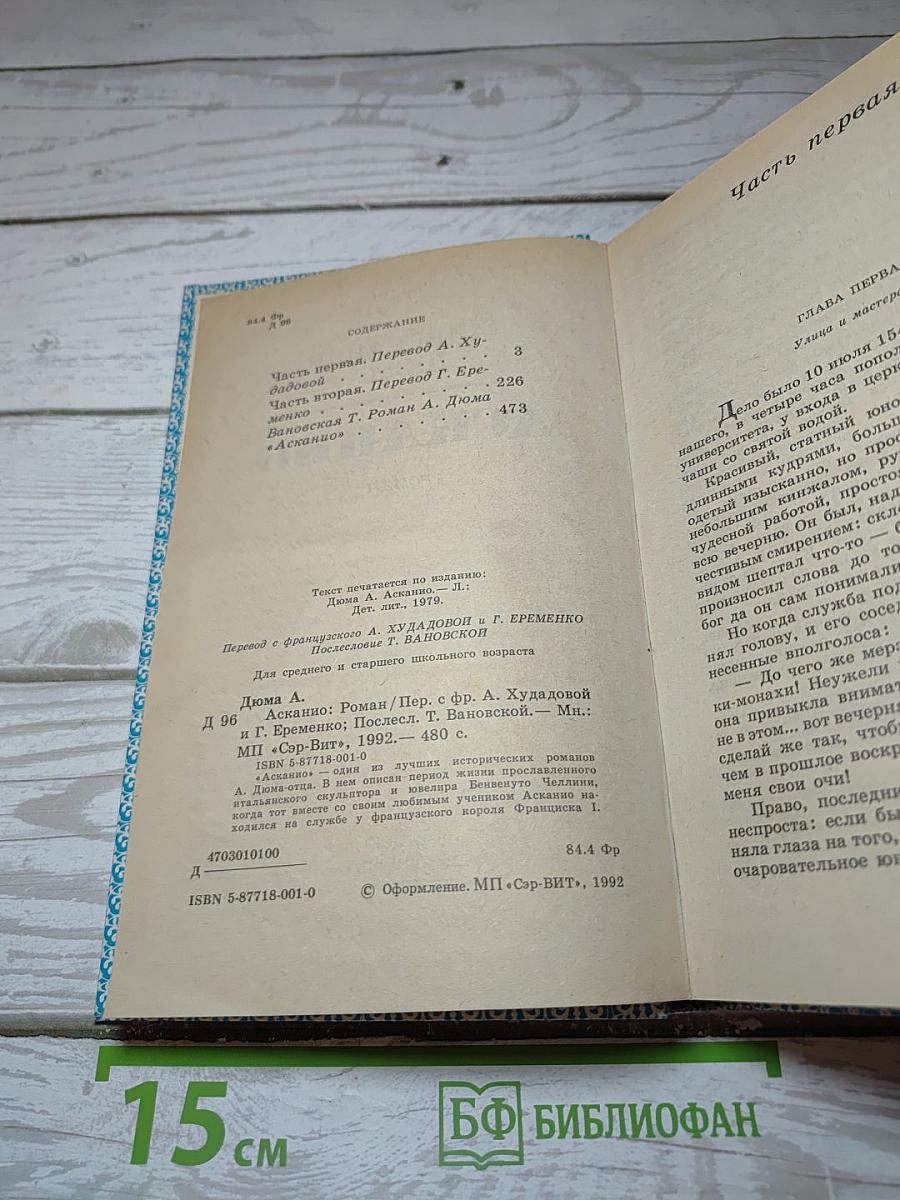 84.4 Фр
Д 96
СОДЕРЖАНИЕ
Часть первая. Перевод А. Ху-
дадовой . . . . . . . . . 3
Часть вторая. Перевод Г. Ере-
менко . . . . . . . . . 226
Вановская Т. Роман А. Дюма
«Асканио» . . . . . . . 473
Текст печатается по изданию:
Дюма А. Асканио.— Л.:
Дет. лит., 1979.
Перевод с французского А. ХУДАДОВОЙ и Г. ЕРЕМЕНКО
Послесловие Т. ВАНОВСКОЙ
Для среднего и старшего школьного возраста
Дюма А.
Д 96 Асканио: Роман/Пер. с фр. А. Худадовой
и Г. Еременко; Послесл. Т. Вановской.— Мн.:
МП «Сэр-Вит», 1992.— 480 с.
ISBN 5-87718-001-0
«Асканио» — один из лучших исторических романов
А. Дюма-отца. В нем описан период жизни прославленного
итальянского скульптора и ювелира Бенвенуто Челлини,
когда тот вместе со своим любимым учеником Асканио на-
ходился на службе у французского короля Франциска I.
4703010100
Д
84.4 Фр
ISBN 5-87718-001-0
© Оформление. МП «Сэр-ВИТ», 1992
Часть первая
ГЛАВА ПЕРВА
Улица и мастерс
Дело было 10 июля 154
нашего, в четыре часа попол
университета, у входа в церк
чаши со святой водой.
Красивый, статный юно
длинными кудрями, больш
одетый изысканно, но прос
небольшим кинжалом, ру
чудесной работой, просто
всю вечерню. Он был, над
честивым смирением: скло
видом шептал что-то — б
произносил слова до то
бог да он сам понимали
Но когда служба под
нял голову, и его сосед
несенные вполголоса:
— До чего же мерз
ки-монахи! Неужели
она привыкла внимат
не в этом... вот вечерня
сделай же так, чтобы
чем в прошлое воскр
меня свои очи!
Право, последни
неспроста: если бы
няла глаза на того,
очаровательное юн
15 см
БФ БИБЛИОФАН